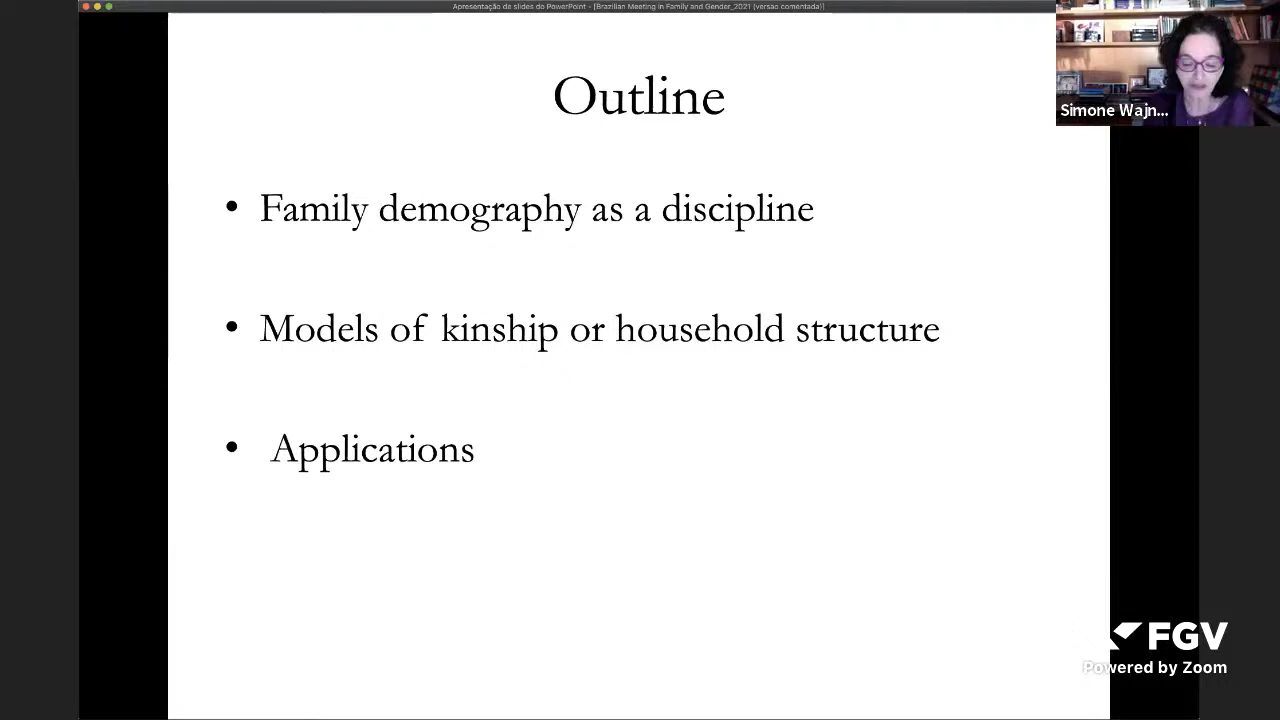 Apresentação de slides do PowerPoint - [Brazilian Meeting in Family and Gender_2021 (versao comentada)]
Outline
Simone Wajn...
• Family demography as a discipline
• Models of kinship or household structure
• Applications
FGV
Powered by Zoom